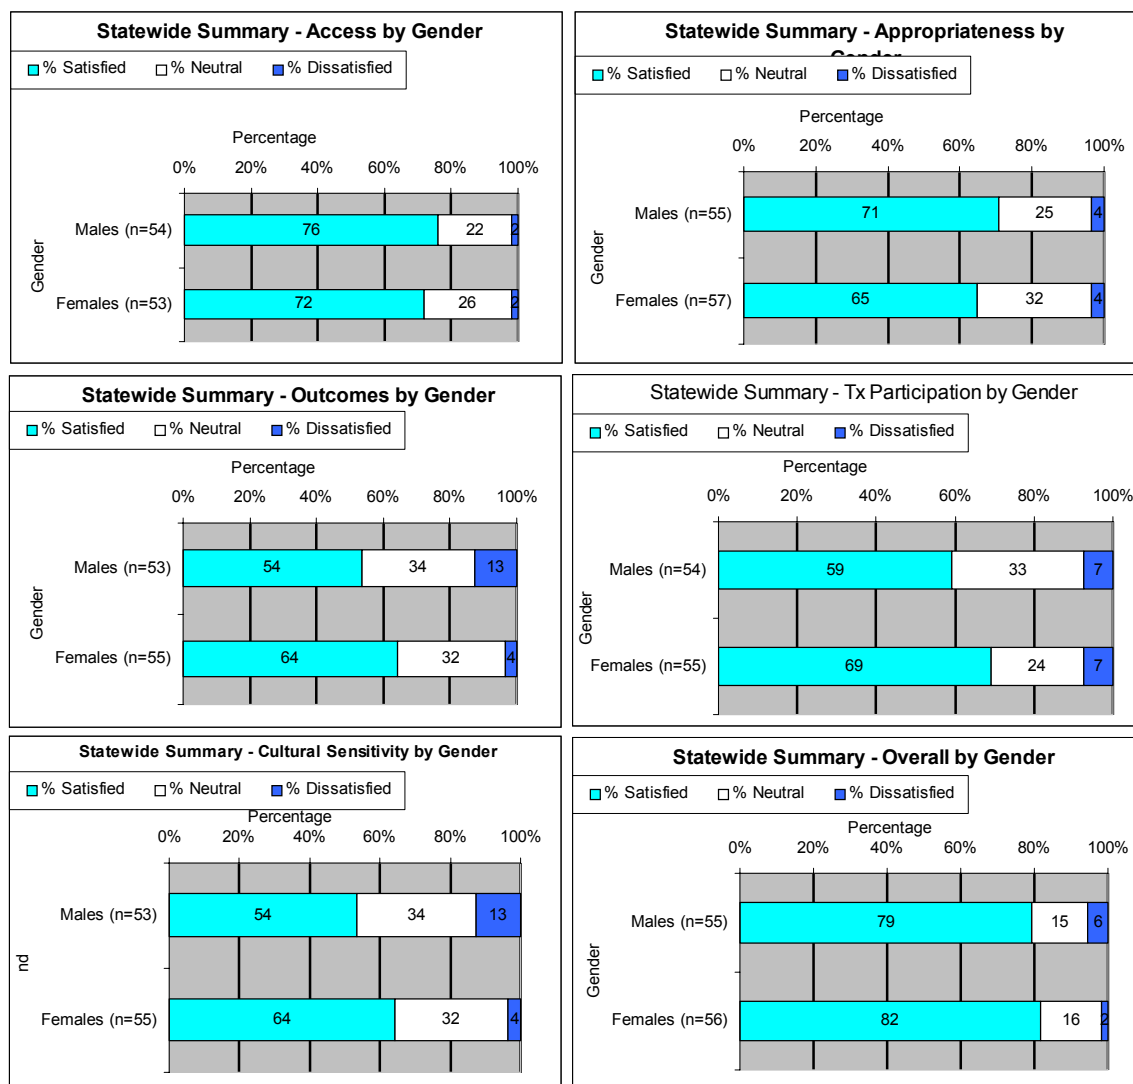 Statewide Summary - Access by Gender
% Satisfied % Neutral % Dissatisfied
Percentage
0% 20% 40% 60% 80% 100%
Gender
Males (n=54) 76 22 2
Females (n=53) 72 26 2
Statewide Summary - Appropriateness by
Gender
% Satisfied % Neutral % Dissatisfied
Percentage
0% 20% 40% 60% 80% 100%
Gender
Males (n=55) 71 25 4
Females (n=57) 65 32 4
Statewide Summary - Outcomes by Gender
% Satisfied % Neutral % Dissatisfied
Percentage
0% 20% 40% 60% 80% 100%
Gender
Males (n=53) 54 34 13
Females (n=55) 64 32 4
Statewide Summary - Tx Participation by Gender
% Satisfied % Neutral % Dissatisfied
Percentage
0% 20% 40% 60% 80% 100%
Gender
Males (n=54) 59 33 7
Females (n=55) 69 24 7
Statewide Summary - Cultural Sensitivity by Gender
% Satisfied % Neutral % Dissatisfied
Percentage
0% 20% 40% 60% 80% 100%
nd
Males (n=53) 54 34 13
Females (n=55) 64 32 4
Statewide Summary - Overall by Gender
% Satisfied % Neutral % Dissatisfied
Percentage
0% 20% 40% 60% 80% 100%
Gender
Males (n=55) 79 15 6
Females (n=56) 82 16 2